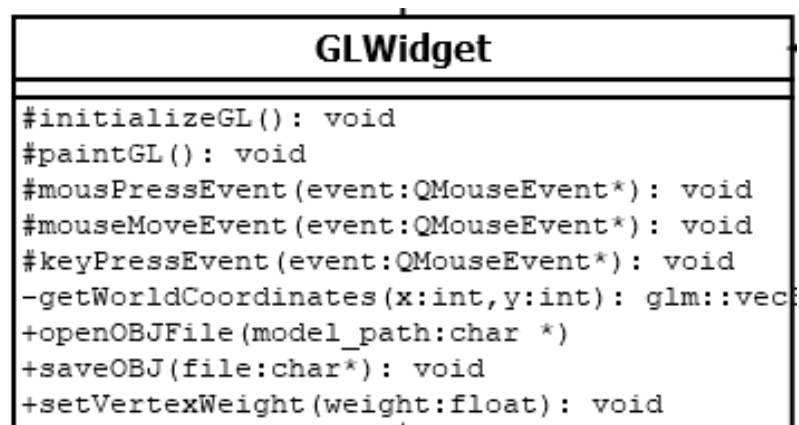 GLWidget
#initializeGL(): void
#paintGL(): void
#mousPressEvent(event:QMouseEvent*): void
#mouseMoveEvent(event:QMouseEvent*): void
#keyPressEvent(event:QMouseEvent*): void
-getWorldCoordinates(x:int,y:int): glm::vec
+openOBJFile(model_path:char *)
+saveOBJ(file:char*): void
+setVertexWeight(weight:float): void